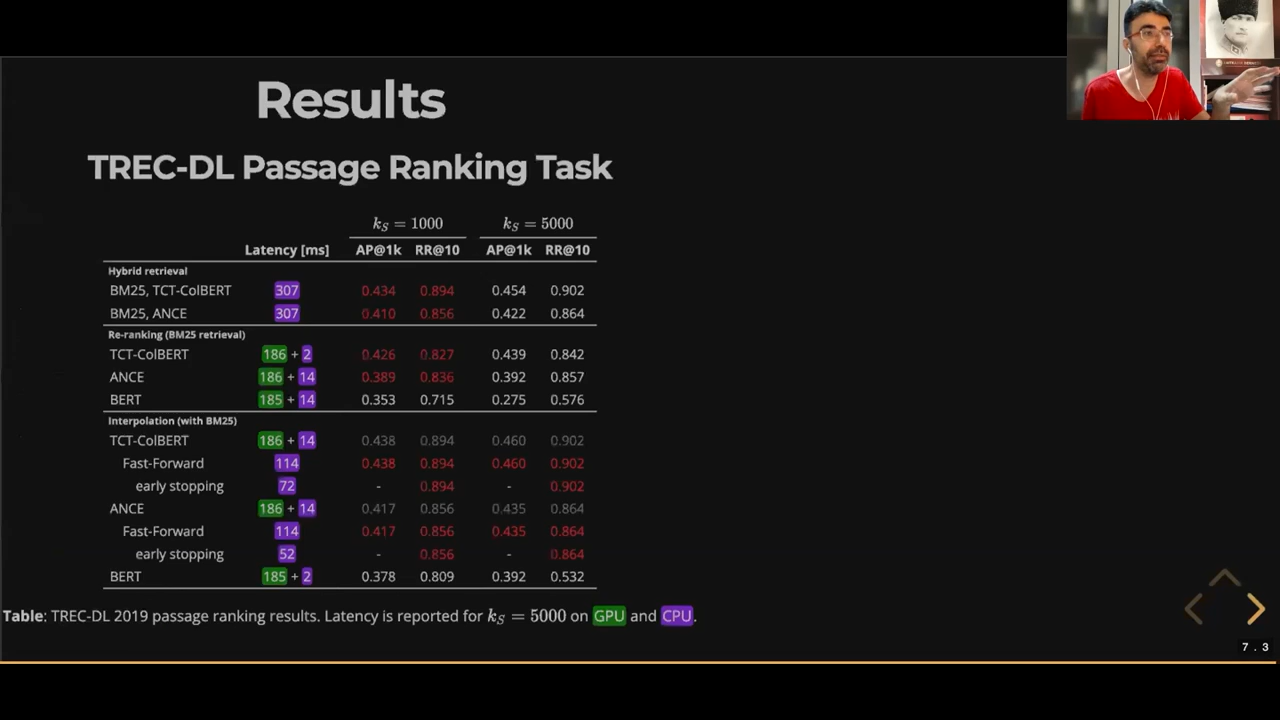 Results
TREC-DL Passage Ranking Task
kS = 1000 kS = 5000
Latency [ms] AP@1k RR@10 AP@1k RR@10
Hybrid retrieval
BM25, TCT-ColBERT 307 0.434 0.894 0.454 0.902
BM25, ANCE 307 0.410 0.856 0.422 0.864
Re-ranking (BM25 retrieval)
TCT-ColBERT 186 + 2 0.426 0.827 0.439 0.842
ANCE 186 + 14 0.389 0.836 0.392 0.857
BERT 185 + 14 0.353 0.715 0.275 0.576
Interpolation (with BM25)
TCT-ColBERT 186 + 14 0.438 0.894 0.460 0.902
Fast-Forward 114 0.438 0.894 0.460 0.902
early stopping 72 - 0.894 - 0.902
ANCE 186 + 14 0.417 0.856 0.435 0.864
Fast-Forward 114 0.417 0.856 0.435 0.864
early stopping 52 - 0.856 - 0.864
BERT 185 + 2 0.378 0.809 0.392 0.532
Table: TREC-DL 2019 passage ranking results. Latency is reported for kS = 5000 on GPU and CPU.
7 . 3